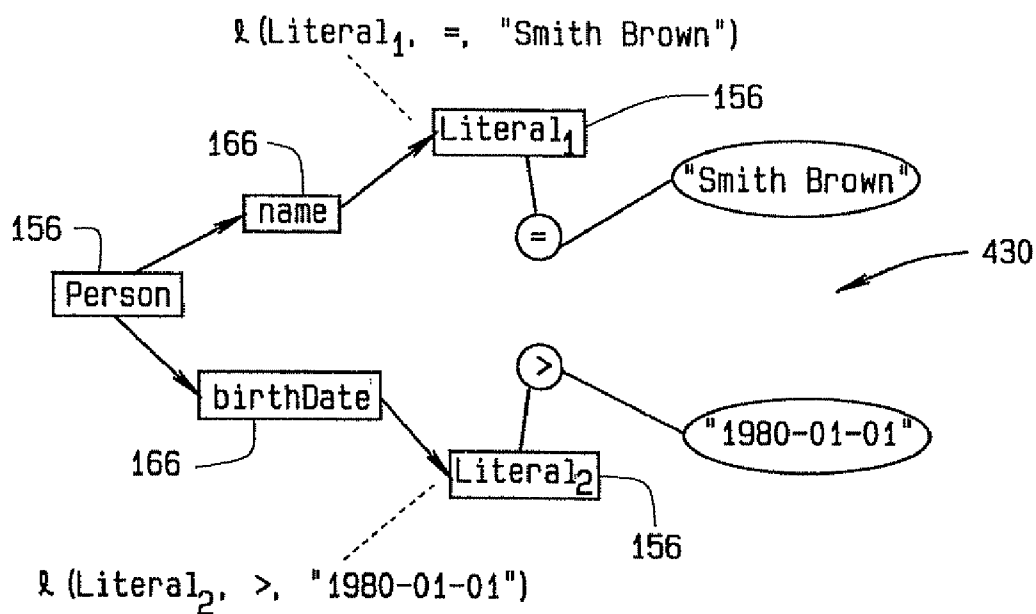 ℓ (Literal₁, =, "Smith Brown")
156
Literal₁
166
"Smith Brown"
name
=
156
430
Person
>
birthDate
"1980-01-01"
166
Literal₂
156
ℓ (Literal₂, >, "1980-01-01")